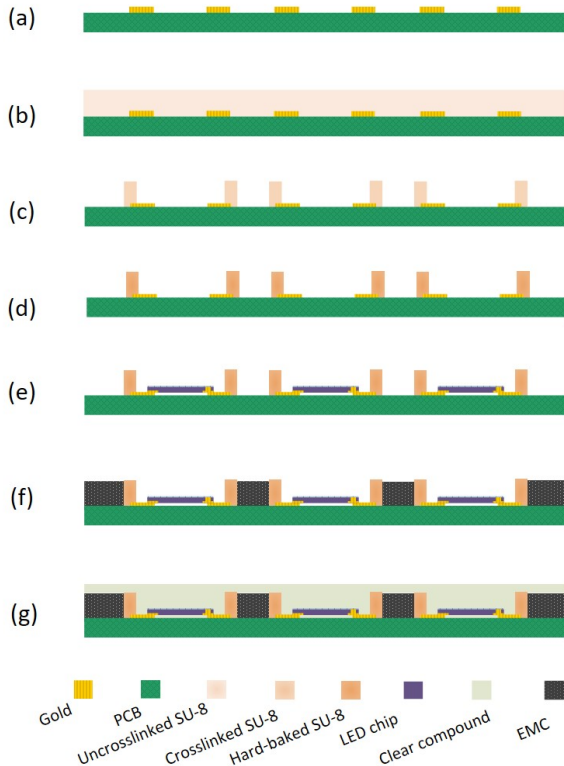 (a)
(b)
(c)
(d)
(e)
(f)
(g)
Gold
PCB
Uncrosslinked SU-8
Crosslinked SU-8
Hard-baked SU-8
LED chip
Clear compound
EMC